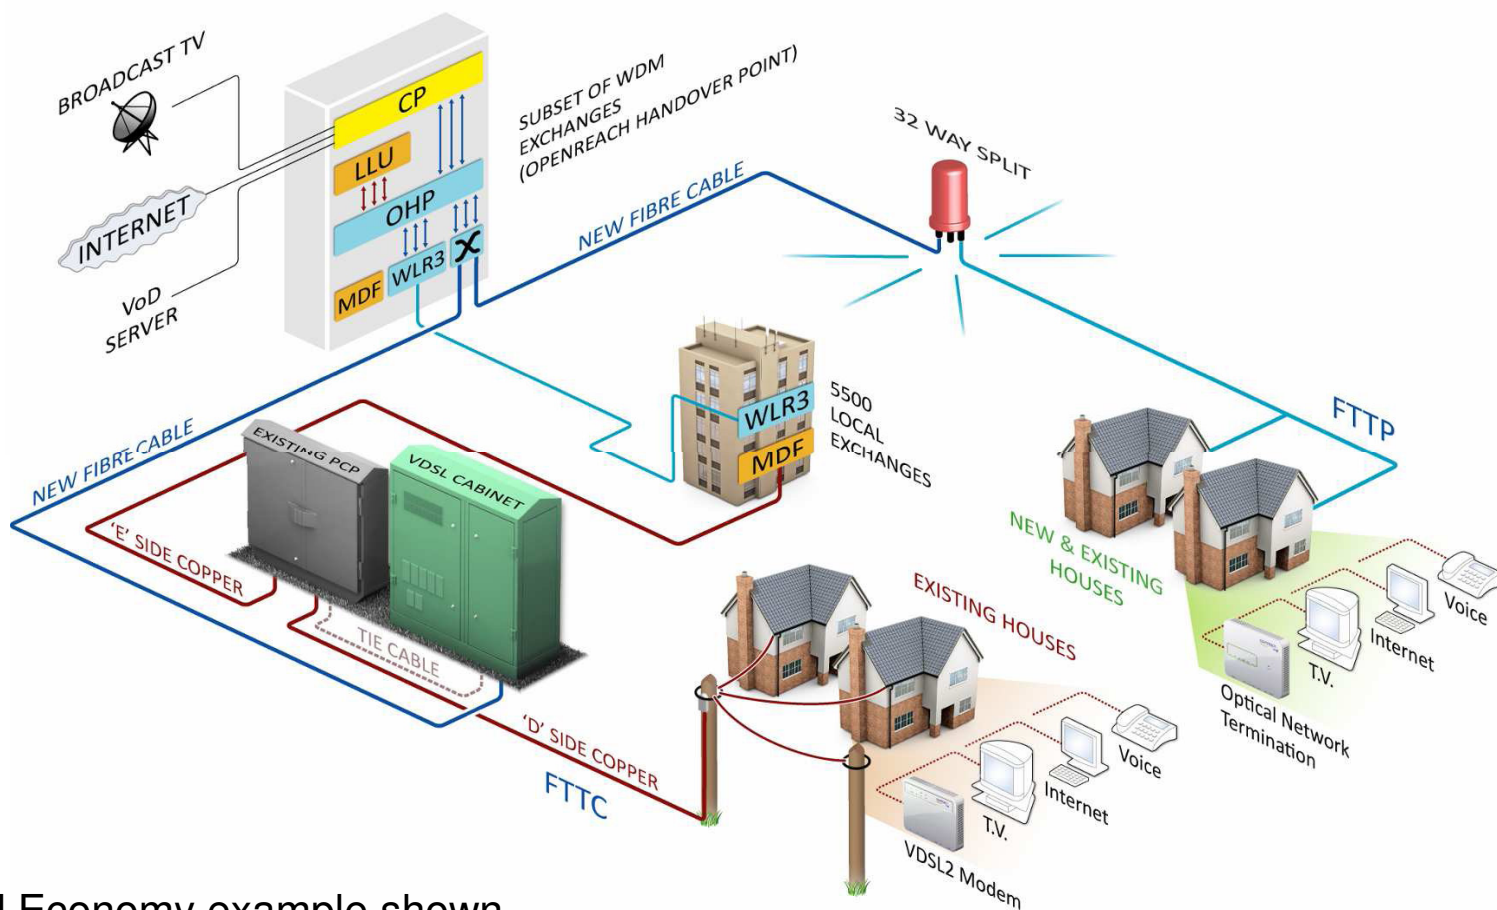 BROADCAST TV
INTERNET
VoD
SERVER
CP
LLU
OHP
WLR3
MDF
SUBSET OF WDM
EXCHANGES
(OPENREACH HANDOVER POINT)
NEW FIBRE CABLE
32 WAY SPLIT
FTTP
WLR3
MDF
5500
LOCAL
EXCHANGES
NEW FIBRE CABLE
EXISTING PCP
VDSL CABINET
'E' SIDE COPPER
TIE CABLE
'D' SIDE COPPER
FTTC
NEW & EXISTING
HOUSES
Voice
Internet
T.V.
Optical Network
Termination
EXISTING HOUSES
Voice
Internet
T.V.
VDSL2 Modem
Economy example shown